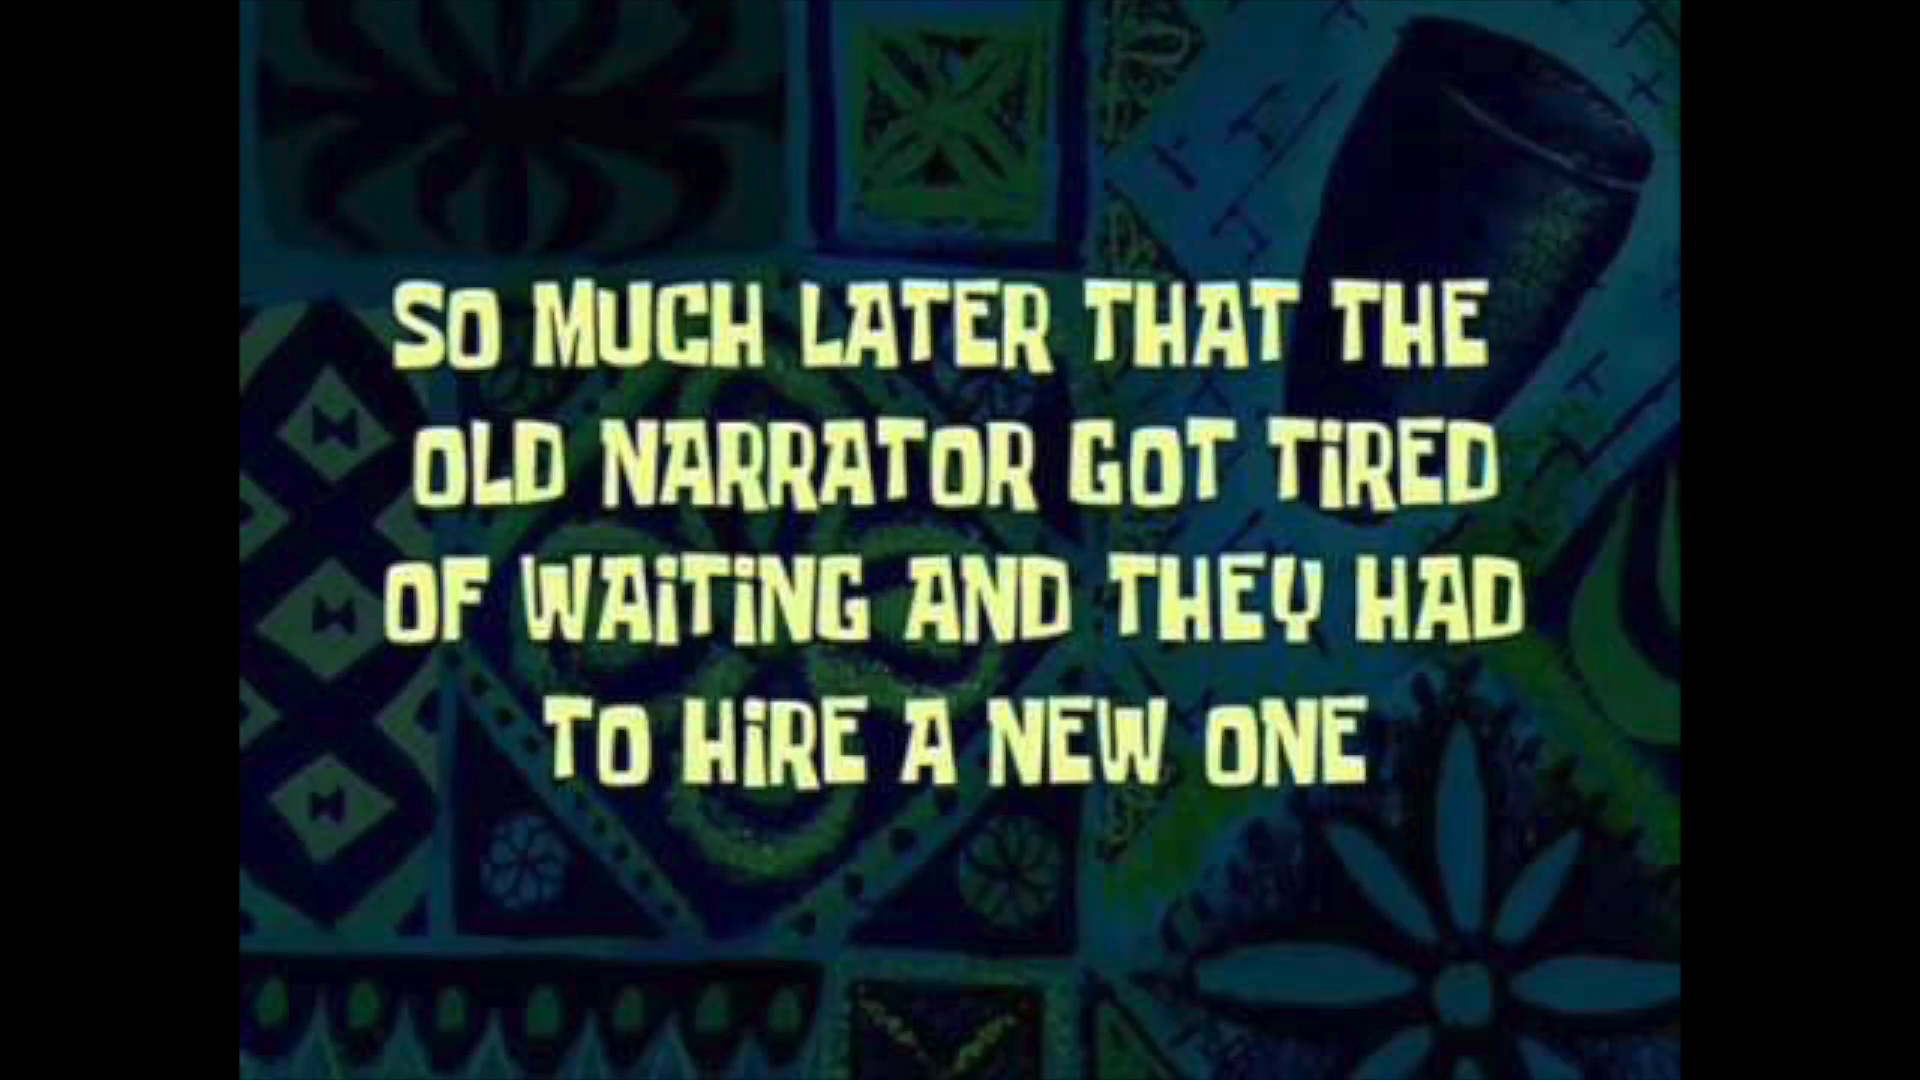 SO MUCH LATER THAT THE
OLD NARRATOR GOT TiRED
OF WAiTiNG AND THEY HAD
TO HiRE A NEW ONE